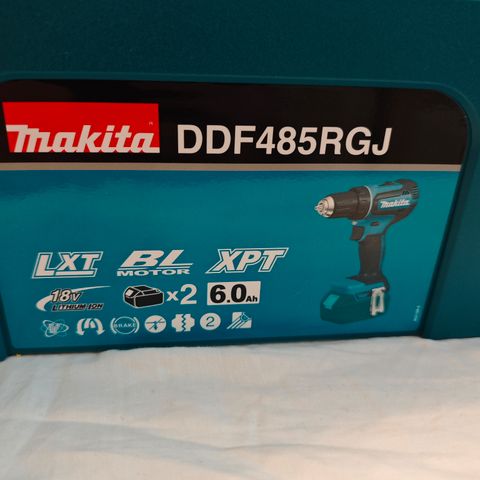 makita DDF485RGJ
makita
LXT BL MOTOR XPT
18V LITHIUM-ION x2 6.0Ah
BRAKE 2